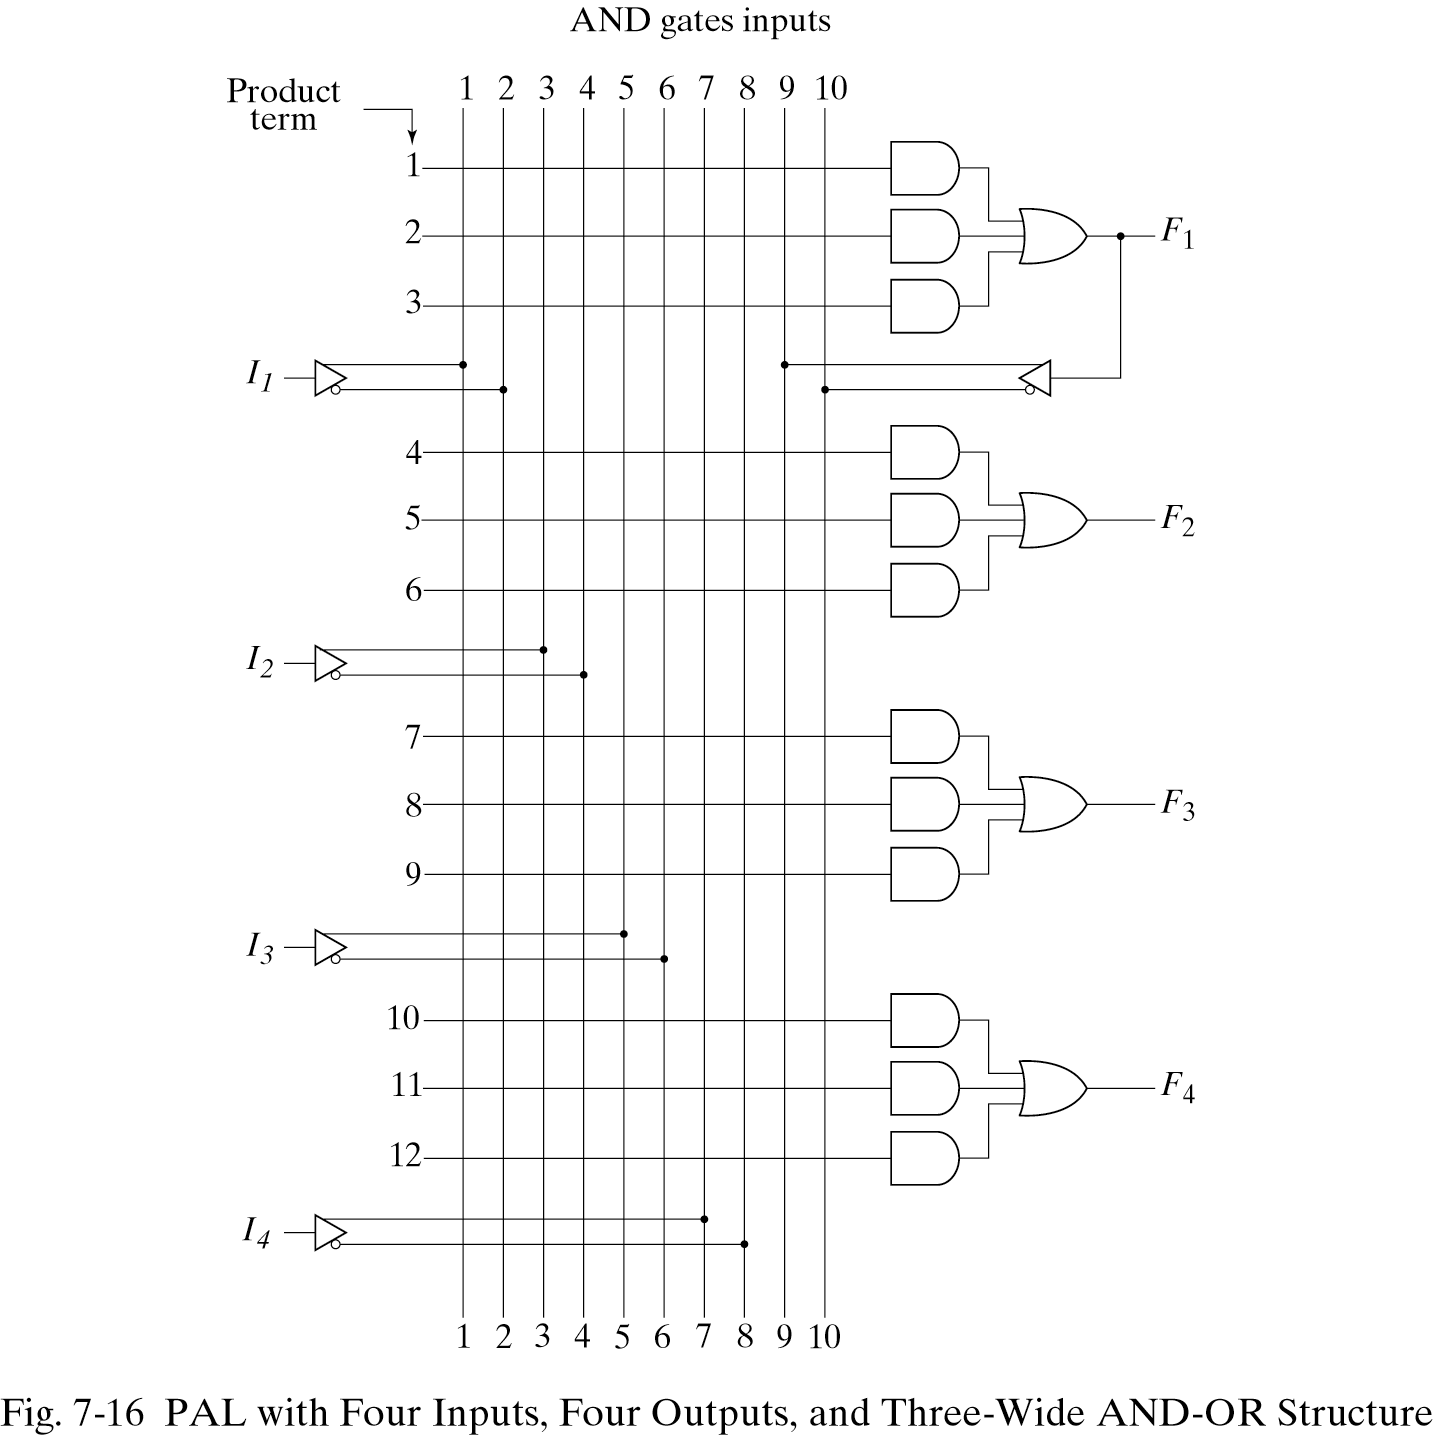 AND gates inputs
Product
term
1 2 3 4 5 6 7 8 9 10
1
2
F1
3
I1
4
5
F2
6
I2
7
8
F3
9
I3
10
11
F4
12
I4
1 2 3 4 5 6 7 8 9 10
Fig. 7-16 PAL with Four Inputs, Four Outputs, and Three-Wide AND-OR Structure